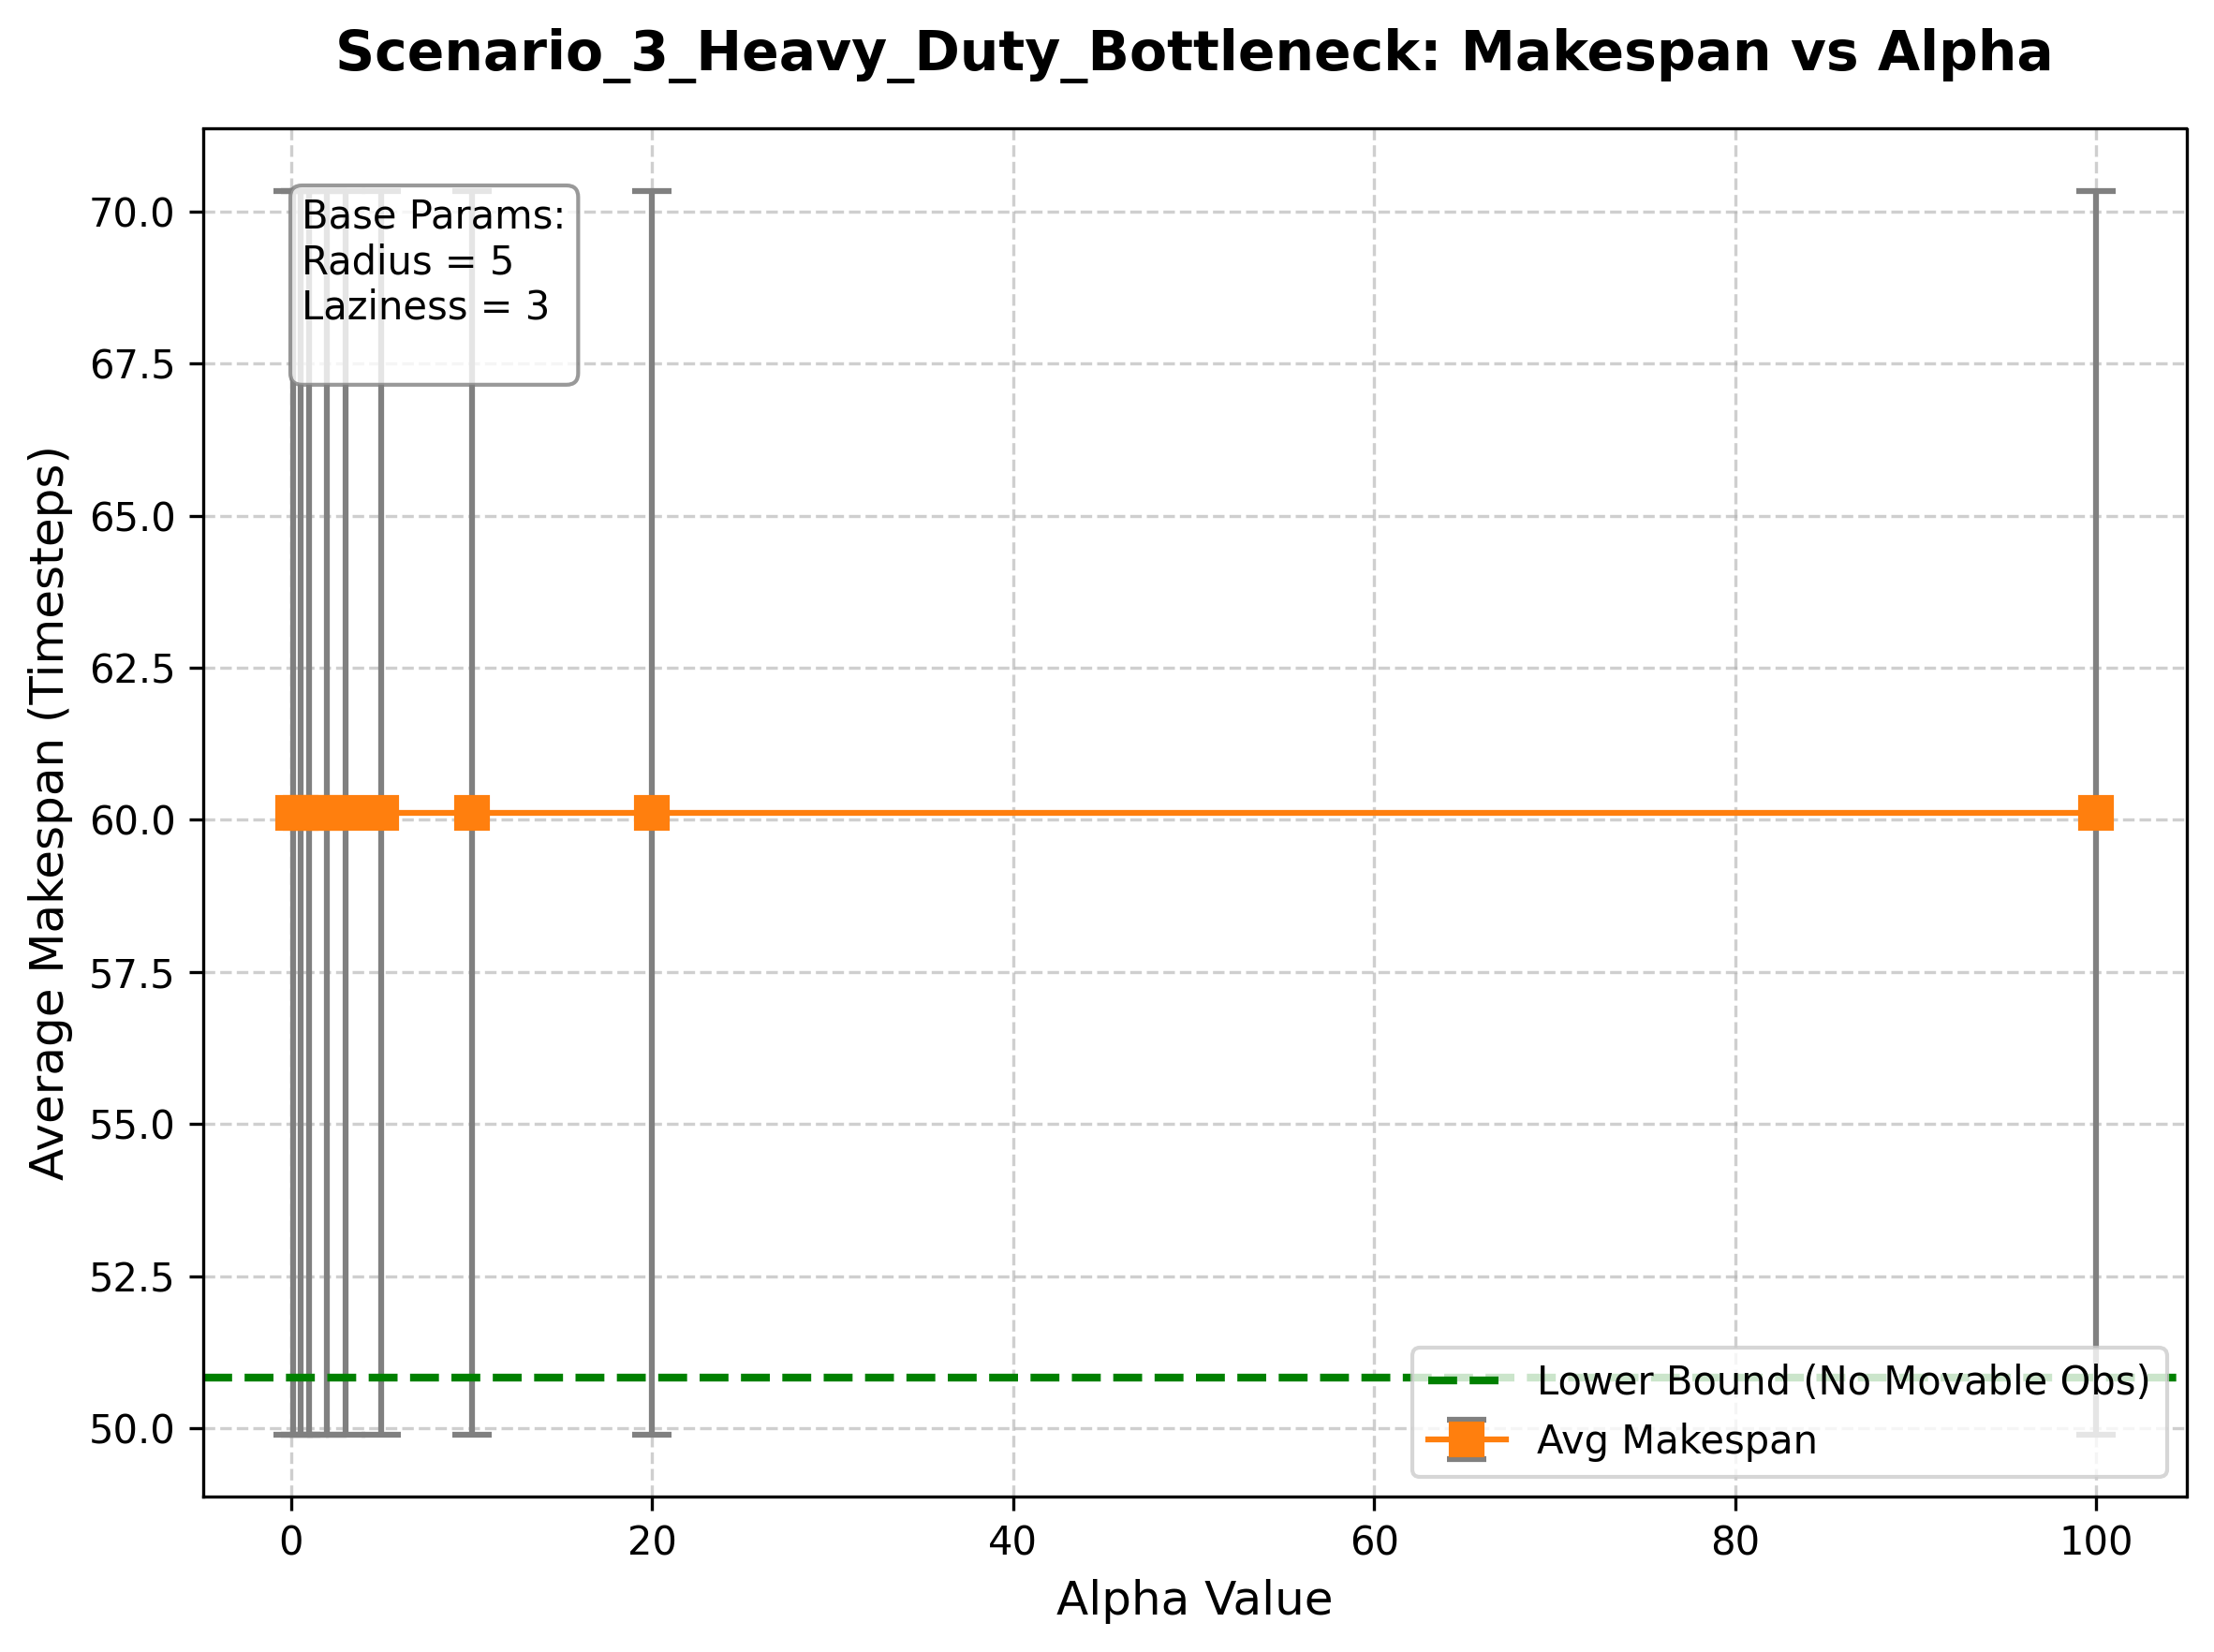 Scenario_3_Heavy_Duty_Bottleneck: Makespan vs Alpha
Average Makespan (Timesteps)
70.0
67.5
65.0
62.5
60.0
57.5
55.0
52.5
50.0
Base Params:
Radius = 5
Laziness = 3
Lower Bound (No Movable Obs)
Avg Makespan
0
20
40
60
80
100
Alpha Value